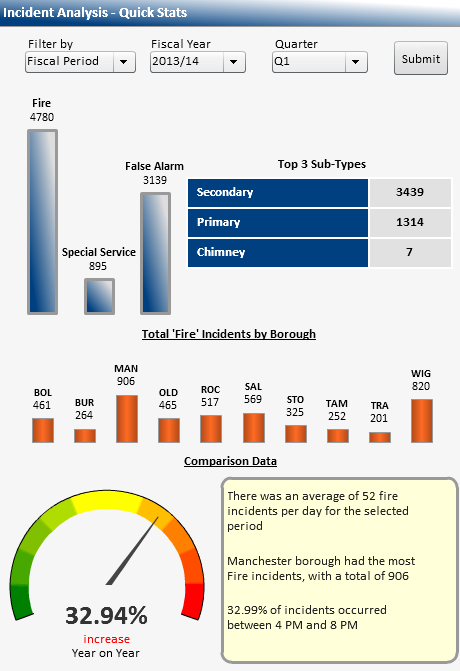 Incident Analysis - Quick Stats
Filter by Fiscal Year Quarter
Fiscal Period 2013/14 Q1 Submit
Fire
4780
False Alarm
3139
Special Service
895
Top 3 Sub-Types
Secondary 3439
Primary 1314
Chimney 7
Total 'Fire' Incidents by Borough
BOL BUR MAN OLD ROC SAL STO TAM TRA WIG
461 264 906 465 517 569 325 252 201 820
Comparison Data
32.94%
increase
Year on Year
There was an average of 52 fire
incidents per day for the selected
period
Manchester borough had the most
Fire incidents, with a total of 906
32.99% of incidents occurred
between 4 PM and 8 PM